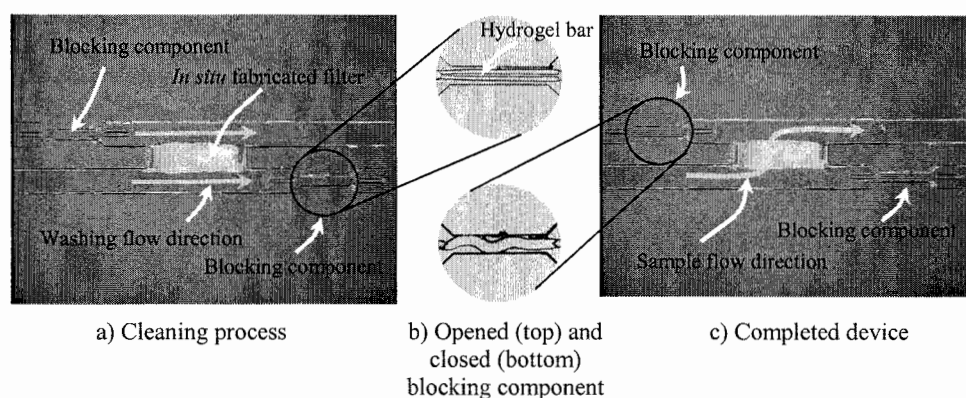 Blocking component
In situ fabricated filter
Washing flow direction
Blocking component
Hydrogel bar
Blocking component
Blocking component
Sample flow direction
a) Cleaning process
b) Opened (top) and
closed (bottom)
blocking component
c) Completed device